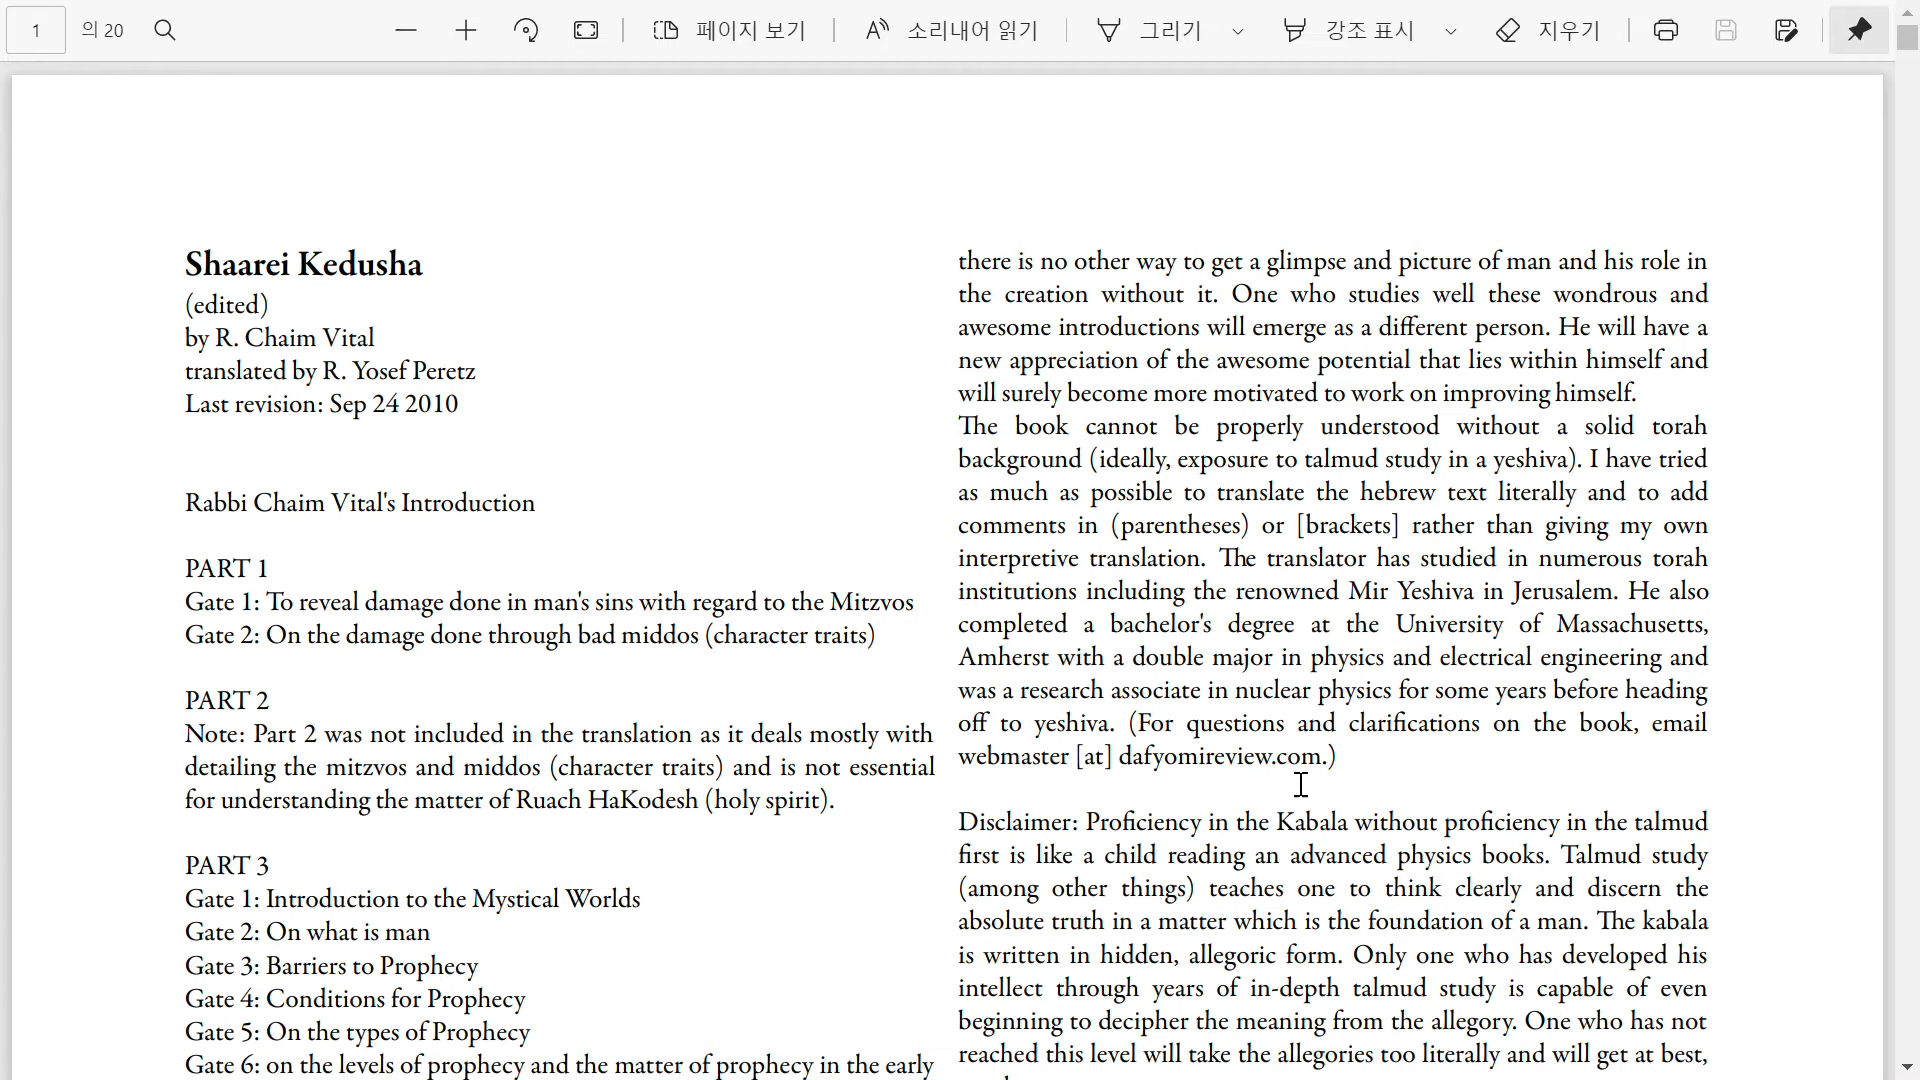 1 의 20 페이지 보기 소리내어 읽기 그리기 강조 표시 지우기
Shaarei Kedusha
(edited)
by R. Chaim Vital
translated by R. Yosef Peretz
Last revision: Sep 24 2010
Rabbi Chaim Vital's Introduction
PART 1
Gate 1: To reveal damage done in man's sins with regard to the Mitzvos
Gate 2: On the damage done through bad middos (character traits)
PART 2
Note: Part 2 was not included in the translation as it deals mostly with
detailing the mitzvos and middos (character traits) and is not essential
for understanding the matter of Ruach HaKodesh (holy spirit).
PART 3
Gate 1: Introduction to the Mystical Worlds
Gate 2: On what is man
Gate 3: Barriers to Prophecy
Gate 4: Conditions for Prophecy
Gate 5: On the types of Prophecy
Gate 6: on the levels of prophecy and the matter of prophecy in the early
there is no other way to get a glimpse and picture of man and his role in
the creation without it. One who studies well these wondrous and
awesome introductions will emerge as a different person. He will have a
new appreciation of the awesome potential that lies within himself and
will surely become more motivated to work on improving himself.
The book cannot be properly understood without a solid torah
background (ideally, exposure to talmud study in a yeshiva). I have tried
as much as possible to translate the hebrew text literally and to add
comments in (parentheses) or [brackets] rather than giving my own
interpretive translation. The translator has studied in numerous torah
institutions including the renowned Mir Yeshiva in Jerusalem. He also
completed a bachelor's degree at the University of Massachusetts,
Amherst with a double major in physics and electrical engineering and
was a research associate in nuclear physics for some years before heading
off to yeshiva. (For questions and clarifications on the book, email
webmaster [at] dafyomireview.com.)
Disclaimer: Proficiency in the Kabala without proficiency in the talmud
first is like a child reading an advanced physics books. Talmud study
(among other things) teaches one to think clearly and discern the
absolute truth in a matter which is the foundation of a man. The kabala
is written in hidden, allegoric form. Only one who has developed his
intellect through years of in-depth talmud study is capable of even
beginning to decipher the meaning from the allegory. One who has not
reached this level will take the allegories too literally and will get at best,